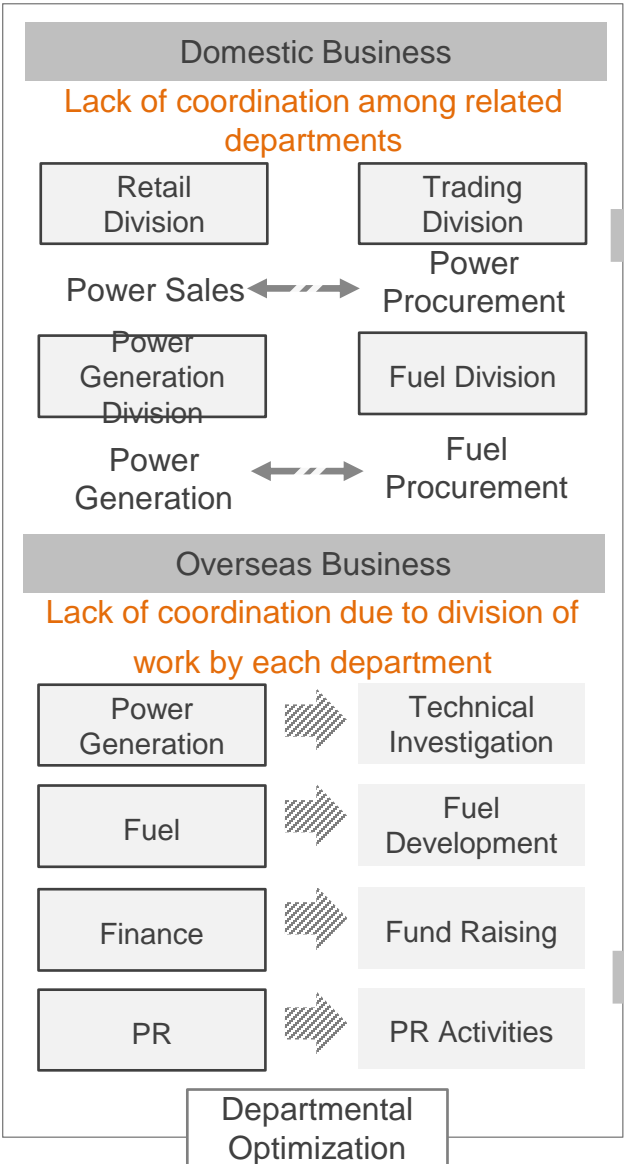 Domestic Business
Lack of coordination among related
departments
Retail
Division
Trading
Division
Power Sales
Power
Procurement
Power
Generation
Division
Fuel Division
Power
Generation
Fuel
Procurement
Overseas Business
Lack of coordination due to division of
work by each department
Power
Generation
Technical
Investigation
Fuel
Fuel
Development
Finance
Fund Raising
PR
PR Activities
Departmental
Optimization